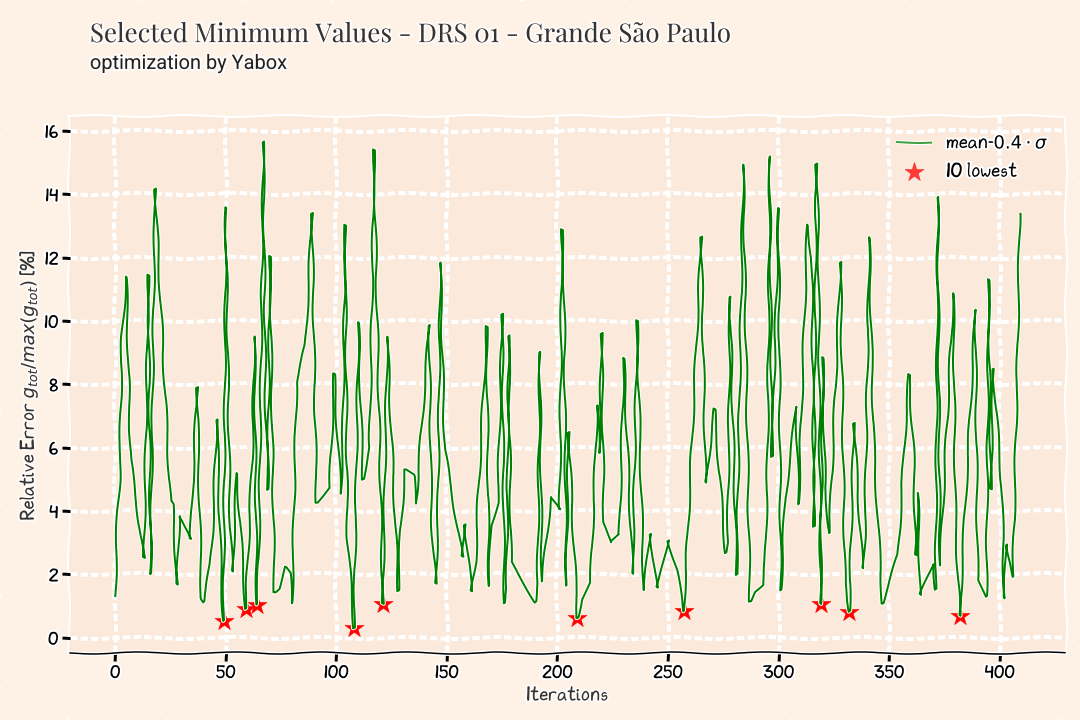 Selected Minimum Values - DRS 01 - Grande São Paulo
optimization by Yabox
mean-0.4 · σ
10 lowest
Relative Error g_tot/max(g_tot) [%]
16
14
12
10
8
6
4
2
0
0 50 100 150 200 250 300 350 400
Iterations